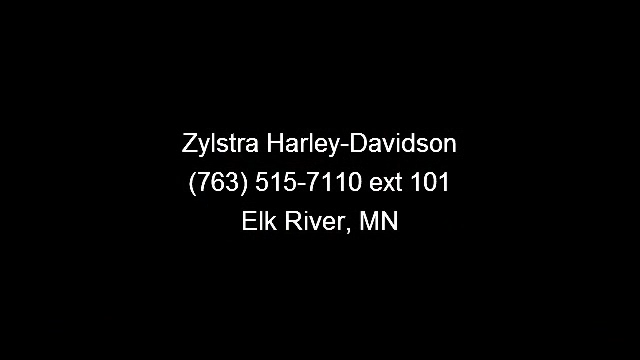 Zylstra Harley-Davidson
(763) 515-7110 ext 101
Elk River, MN